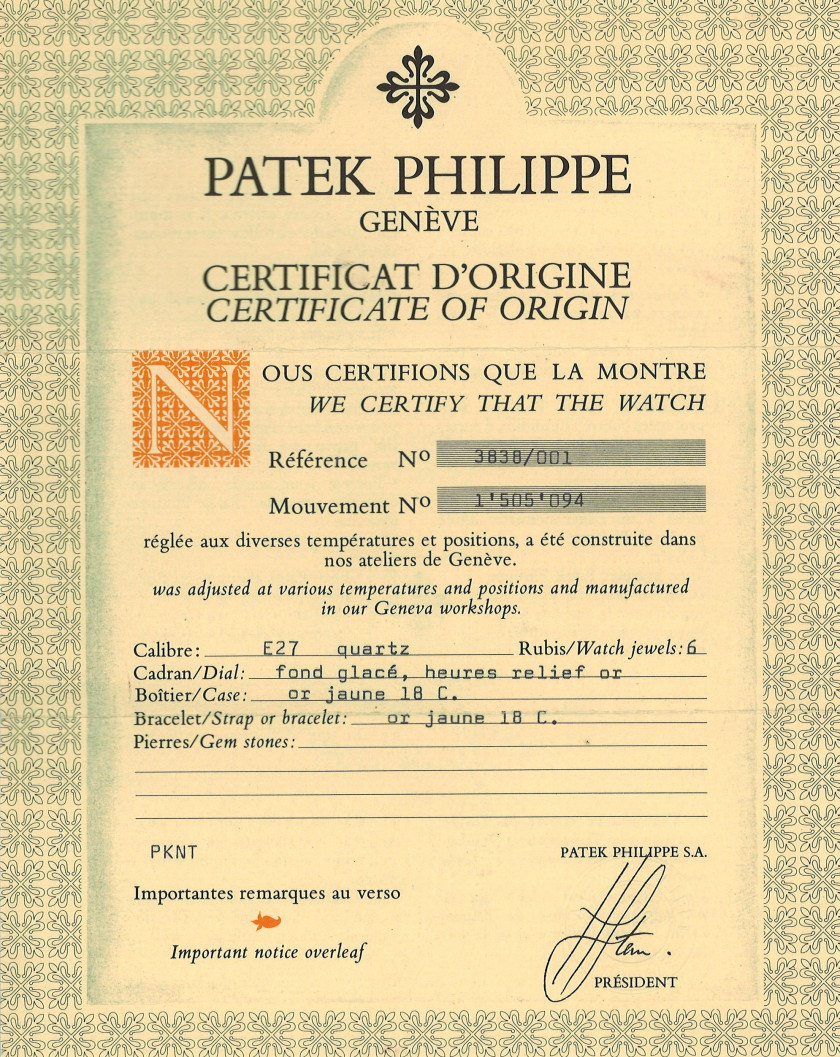 PATEK PHILIPPE
GENÈVE
CERTIFICAT D'ORIGINE
CERTIFICATE OF ORIGIN
NOUS CERTIFIONS QUE LA MONTRE
WE CERTIFY THAT THE WATCH
Référence Nº 3838/001
Mouvement Nº 1'505'094
réglée aux diverses températures et positions, a été construite dans
nos ateliers de Genève.
was adjusted at various temperatures and positions and manufactured
in our Geneva workshops.
Calibre: E27 quartz Rubis/Watch jewels: 6
Cadran/Dial: fond glacé, heures relief or
Boîtier/Case: or jaune 18 C.
Bracelet/Strap or bracelet: or jaune 18 C.
Pierres/Gem stones:
PKNT
PATEK PHILIPPE S.A.
Importantes remarques au verso
Important notice overleaf
PRÉSIDENT